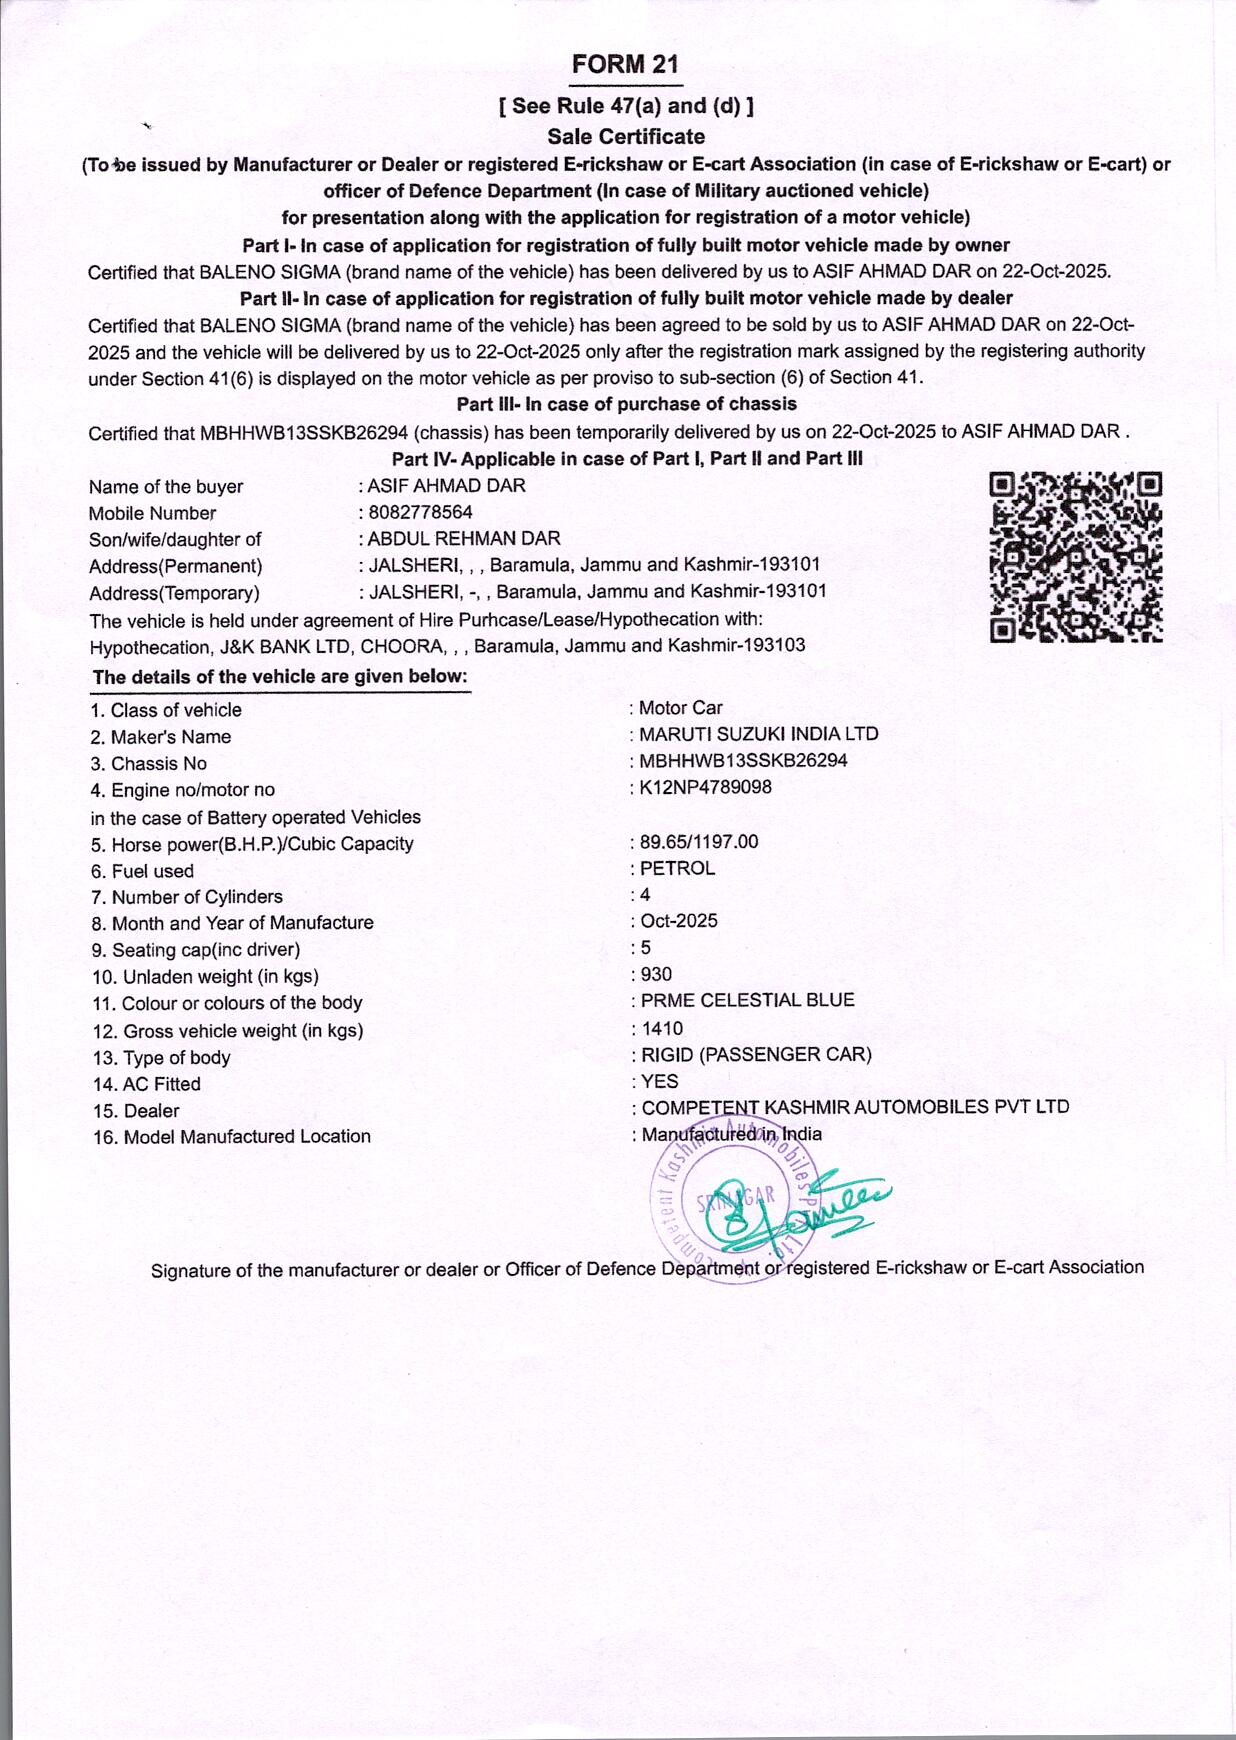 FORM 21
[ See Rule 47(a) and (d) ]
Sale Certificate
(To be issued by Manufacturer or Dealer or registered E-rickshaw or E-cart Association (in case of E-rickshaw or E-cart) or
officer of Defence Department (In case of Military auctioned vehicle)
for presentation along with the application for registration of a motor vehicle)
Part I- In case of application for registration of fully built motor vehicle made by owner
Certified that BALENO SIGMA (brand name of the vehicle) has been delivered by us to ASIF AHMAD DAR on 22-Oct-2025.
Part II- In case of application for registration of fully built motor vehicle made by dealer
Certified that BALENO SIGMA (brand name of the vehicle) has been agreed to be sold by us to ASIF AHMAD DAR on 22-Oct-
2025 and the vehicle will be delivered by us to 22-Oct-2025 only after the registration mark assigned by the registering authority
under Section 41(6) is displayed on the motor vehicle as per proviso to sub-section (6) of Section 41.
Part III- In case of purchase of chassis
Certified that MBHHWB13SSKB26294 (chassis) has been temporarily delivered by us on 22-Oct-2025 to ASIF AHMAD DAR .
Part IV- Applicable in case of Part I, Part II and Part III
Name of the buyer : ASIF AHMAD DAR
Mobile Number : 8082778564
Son/wife/daughter of : ABDUL REHMAN DAR
Address(Permanent) : JALSHERI, , , Baramula, Jammu and Kashmir-193101
Address(Temporary) : JALSHERI, -, , Baramula, Jammu and Kashmir-193101
The vehicle is held under agreement of Hire Purhcase/Lease/Hypothecation with:
Hypothecation, J&K BANK LTD, CHOORA, , , Baramula, Jammu and Kashmir-193103
The details of the vehicle are given below:
1. Class of vehicle : Motor Car
2. Maker's Name : MARUTI SUZUKI INDIA LTD
3. Chassis No : MBHHWB13SSKB26294
4. Engine no/motor no : K12NP4789098
in the case of Battery operated Vehicles
5. Horse power(B.H.P.)/Cubic Capacity : 89.65/1197.00
6. Fuel used : PETROL
7. Number of Cylinders : 4
8. Month and Year of Manufacture : Oct-2025
9. Seating cap(inc driver) : 5
10. Unladen weight (in kgs) : 930
11. Colour or colours of the body : PRME CELESTIAL BLUE
12. Gross vehicle weight (in kgs) : 1410
13. Type of body : RIGID (PASSENGER CAR)
14. AC Fitted : YES
15. Dealer : COMPETENT KASHMIR AUTOMOBILES PVT LTD
16. Model Manufactured Location : Manufactured in India
Competent Kashmir Automobiles P Ltd.
SRINAGAR
Signature of the manufacturer or dealer or Officer of Defence Department or registered E-rickshaw or E-cart Association